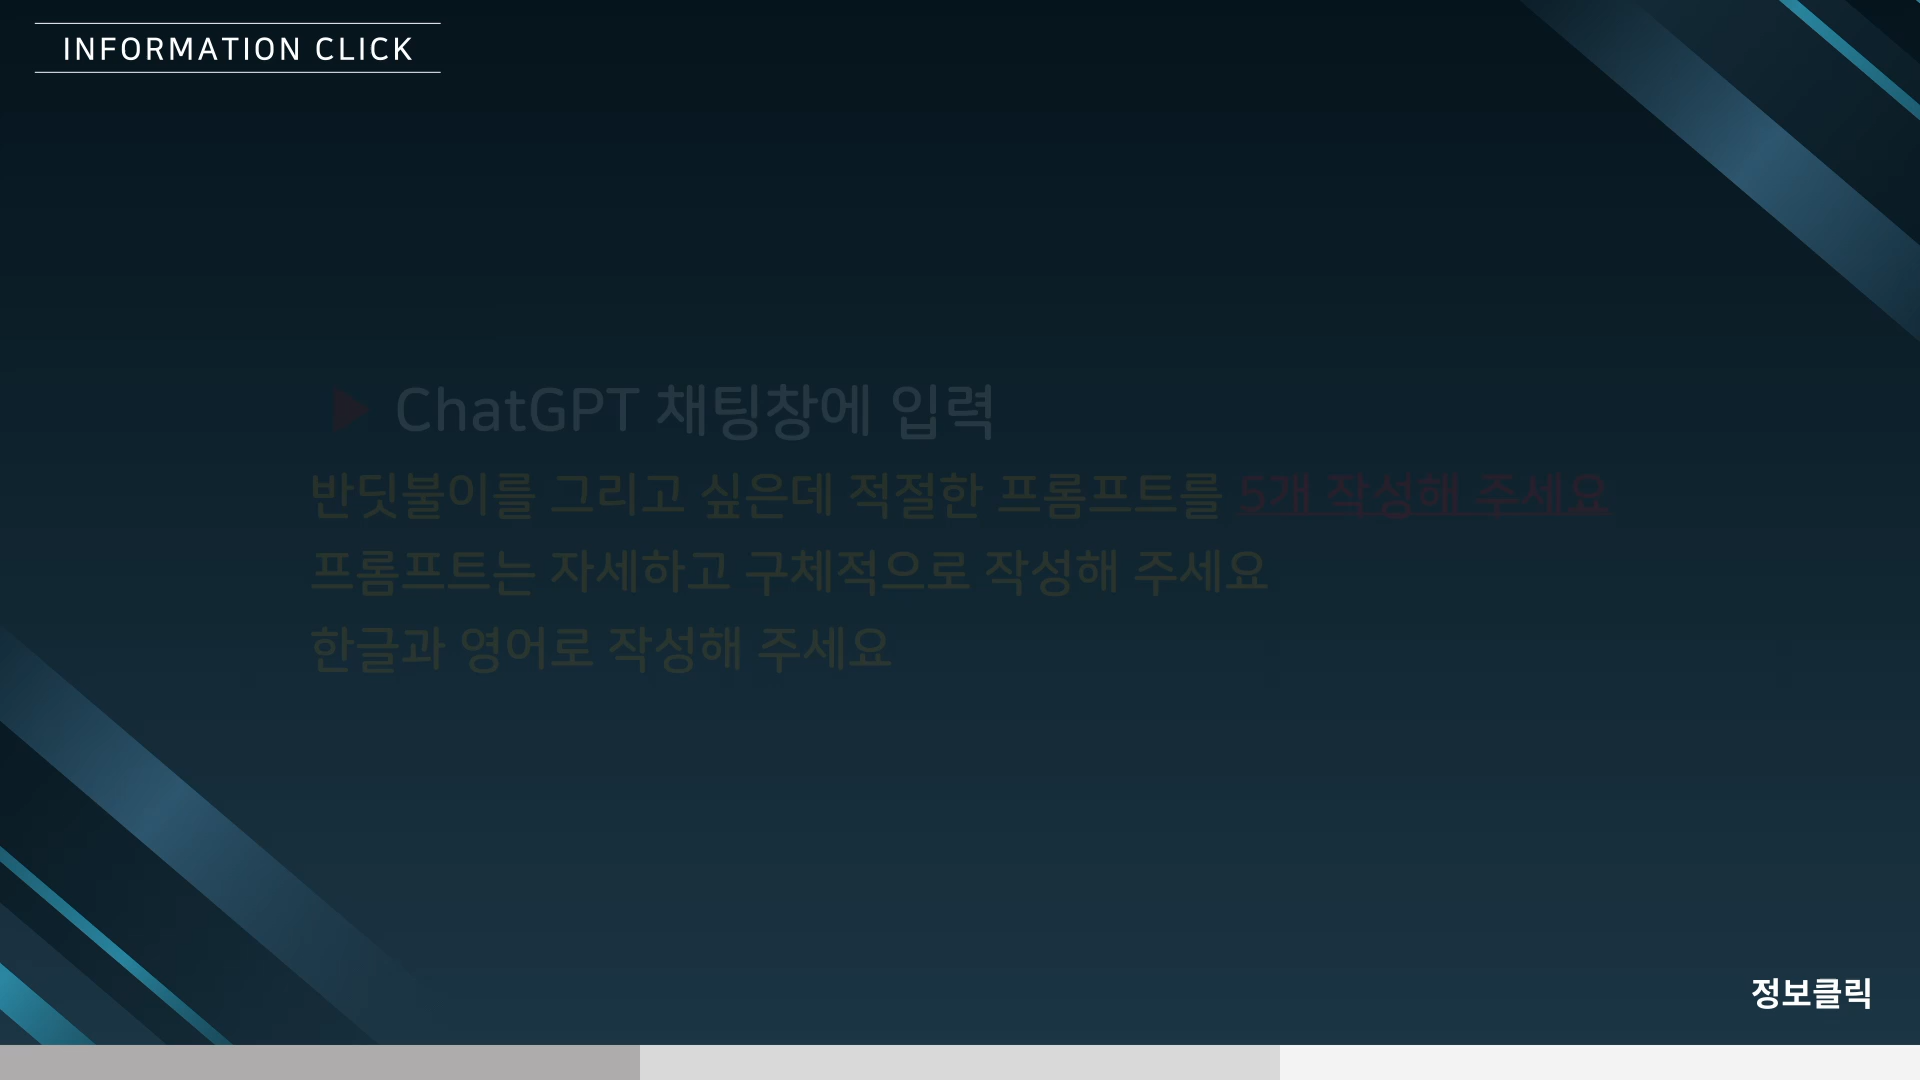 INFORMATION CLICK
▶ ChatGPT 채팅창에 입력
반딧불이를 그리고 싶은데 적절한 프롬프트를 5개 작성해 주세요
프롬프트는 자세하고 구체적으로 작성해 주세요
한글과 영어로 작성해 주세요
정보클릭